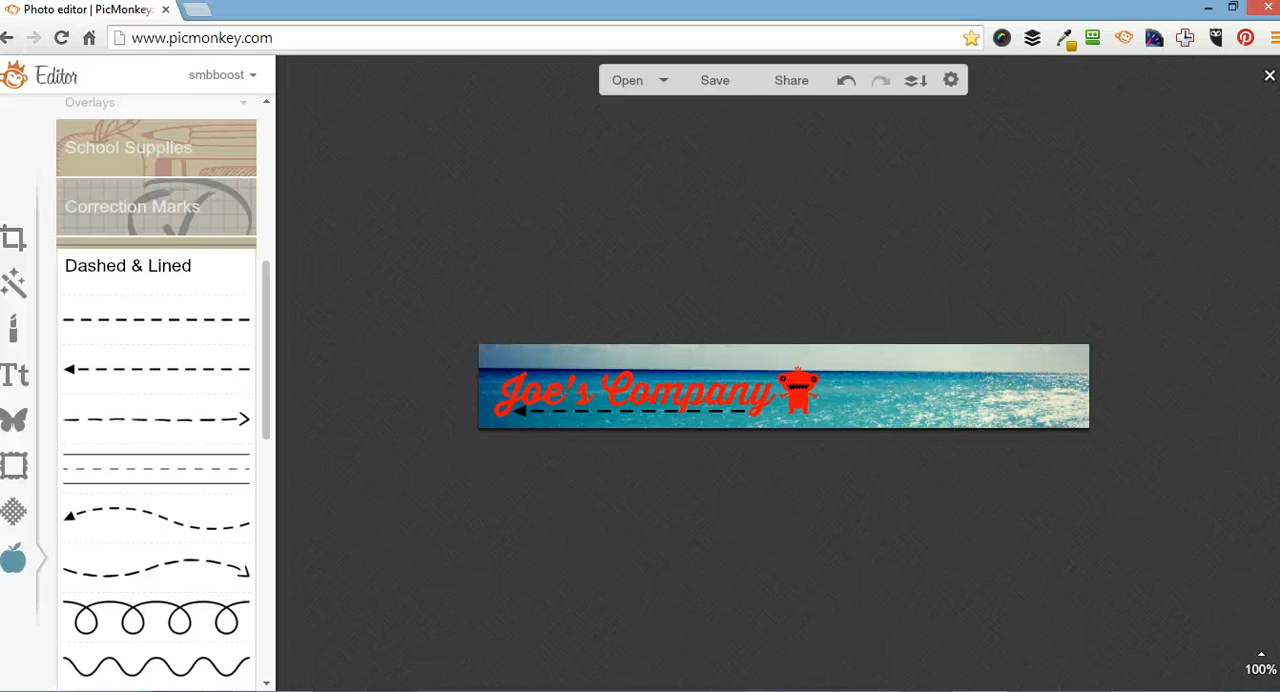 Photo editor | PicMonkey:
www.picmonkey.com
Editor
smbboost
Open
Save
Share
Overlays
School Supplies
Correction Marks
Dashed & Lined
Tt
Joe's Company
100%